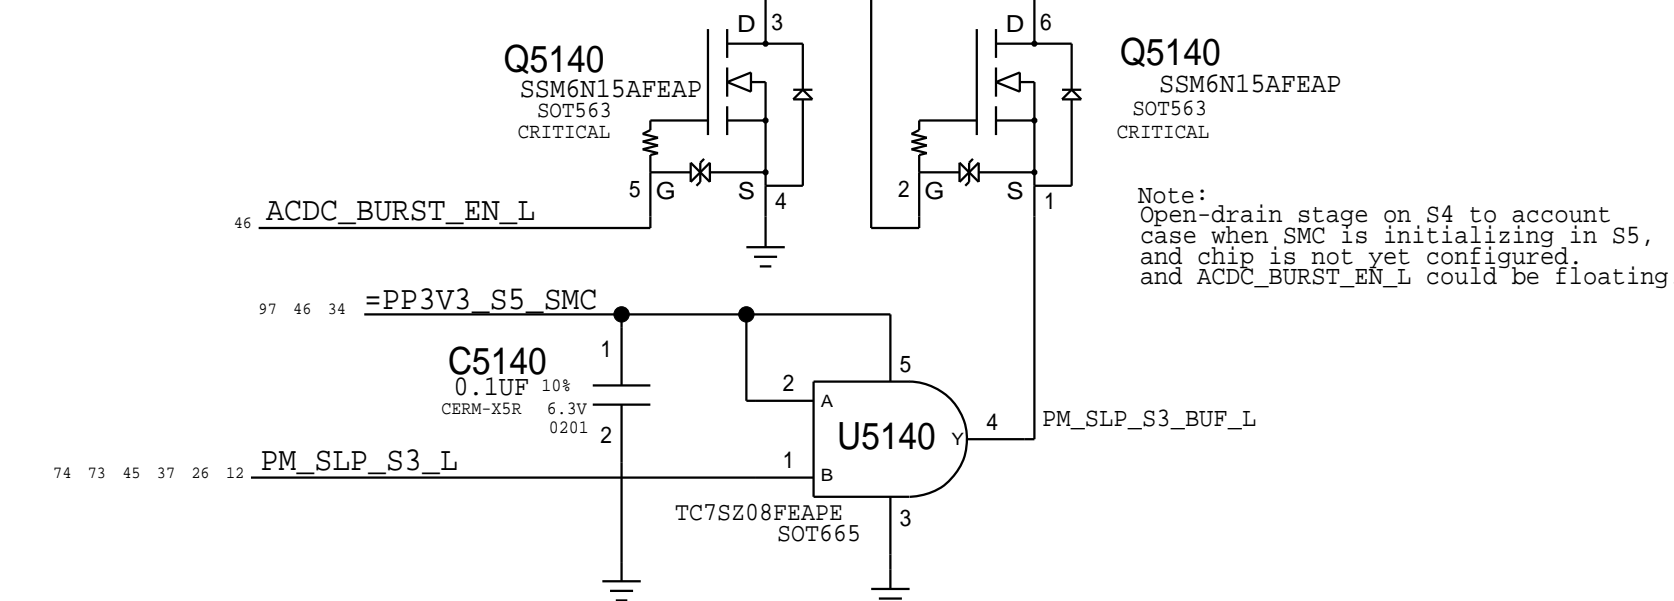 D 3
Q5140
SSM6N15AFEAP
SOT563
CRITICAL
5 G S 4
D 6
Q5140
SSM6N15AFEAP
SOT563
CRITICAL
2 G S 1
46 ACDC_BURST_EN_L
Note:
Open-drain stage on S4 to account
case when SMC is initializing in S5,
and chip is not yet configured.
and ACDC_BURST_EN_L could be floating
97 46 34 =PP3V3_S5_SMC
1
C5140
0.1UF 10%
CERM-X5R 6.3V
0201
2
5
2 A
U5140
Y 4 PM_SLP_S3_BUF_L
74 73 45 37 26 12 PM_SLP_S3_L 1 B
TC7SZ08FEAPE
SOT665
3